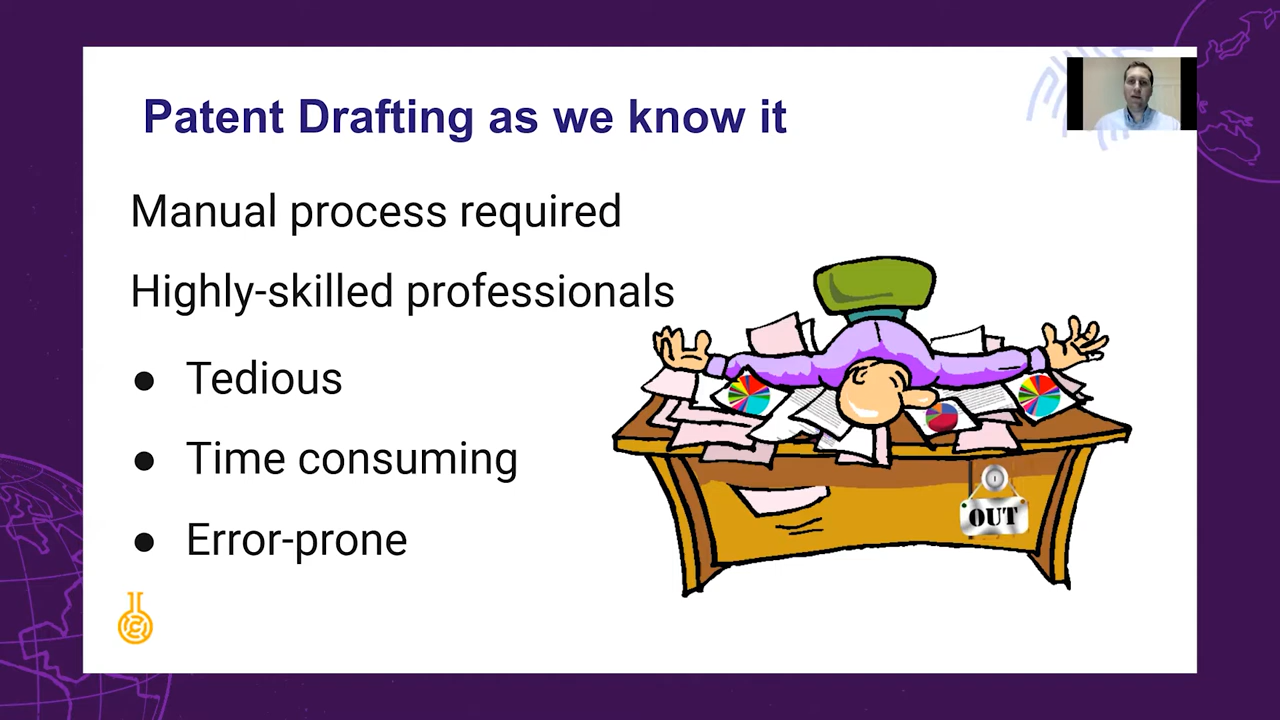 Patent Drafting as we know it
Manual process required
Highly-skilled professionals
● Tedious
● Time consuming
● Error-prone
OUT